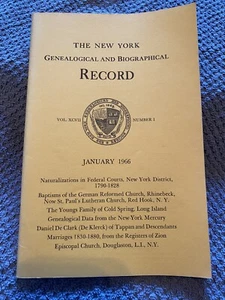 THE NEW YORK
GENEALOGICAL AND BIOGRAPHICAL
RECORD
VOL. XCVII
NUMBER 1
JANUARY 1966
Naturalizations in Federal Courts, New York District,
1790-1828
Baptisms of the German Reformed Church, Rhinebeck,
Now St. Paul's Lutheran Church, Red Hook, N. Y.
The Youngs Family of Cold Spring, Long Island
Genealogical Data from the New York Mercury
Daniel De Clark (De Klerck) of Tappan and Descendants
Marriages 1830-1880, from the Registers of Zion
Episcopal Church, Douglaston, L.I., N.Y.